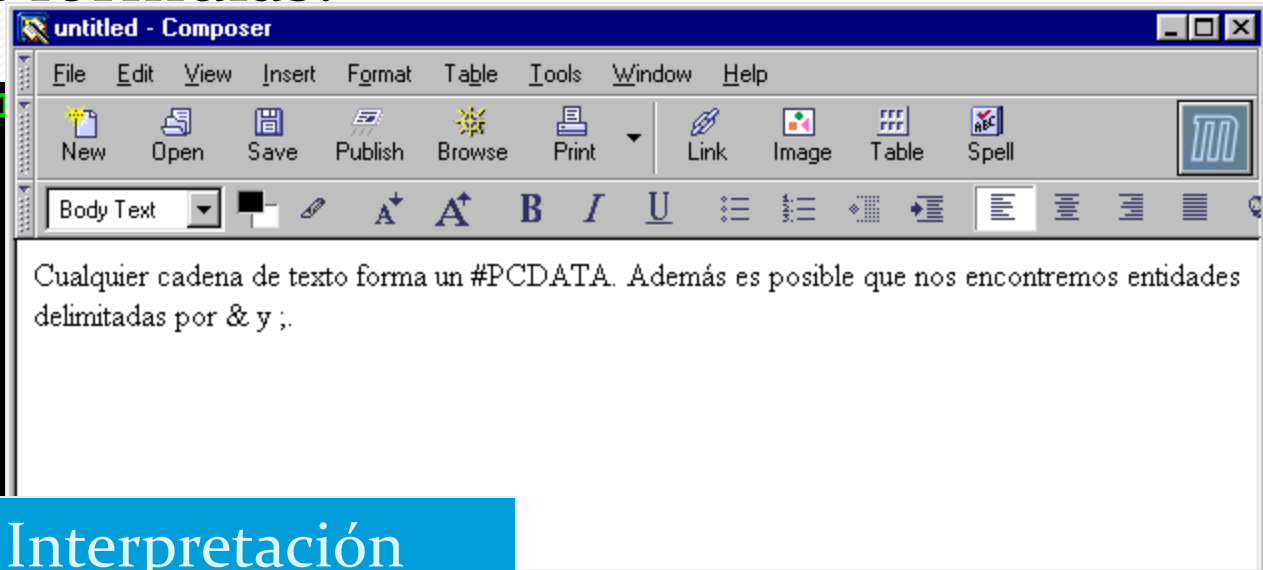 untitled - Composer
File Edit View Insert Format Table Tools Window Help
New Open Save Publish Browse Print Link Image Table Spell
Body Text B I U
Cualquier cadena de texto forma un #PCDATA. Además es posible que nos encontremos entidades
delimitadas por & y ;.
Interpretación